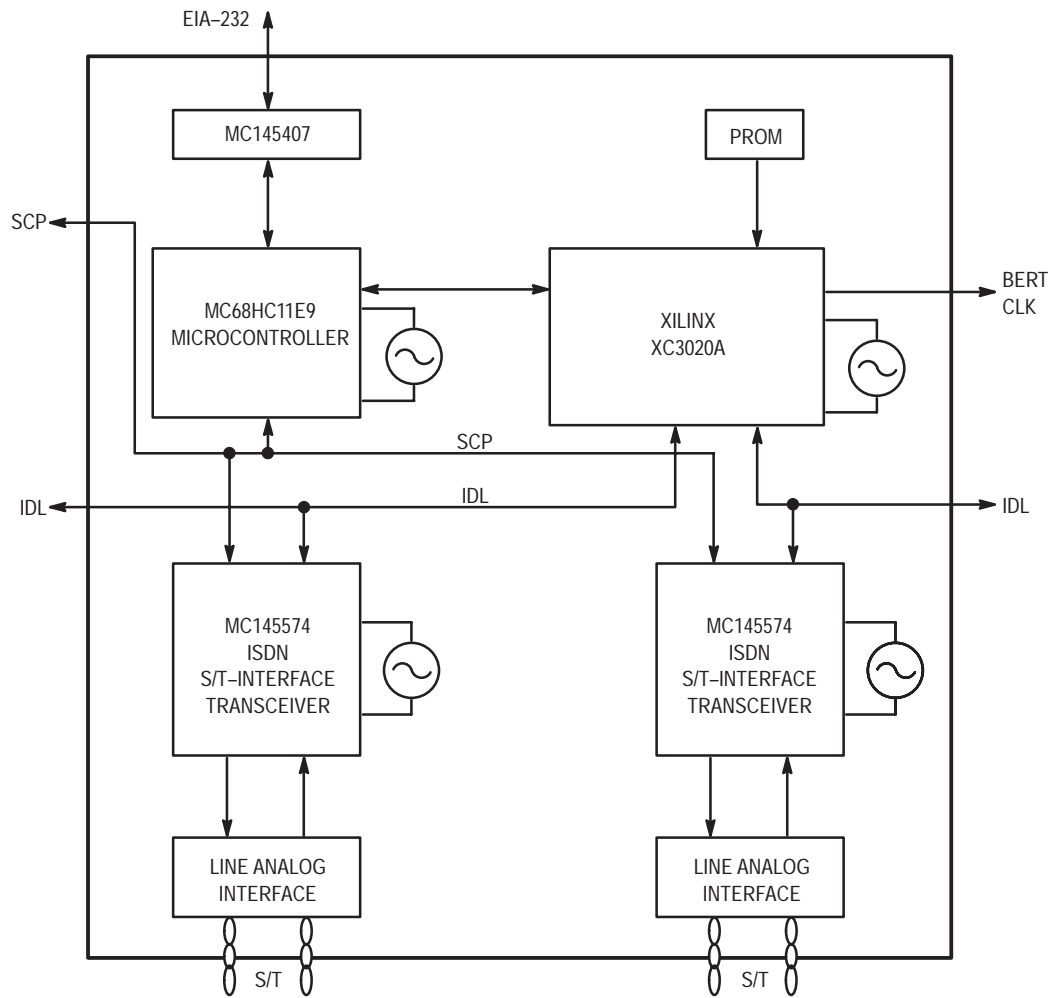 EIA–232
MC145407
PROM
SCP
MC68HC11E9
MICROCONTROLLER
XILINX
XC3020A
BERT
CLK
SCP
IDL
IDL
IDL
MC145574
ISDN
S/T–INTERFACE
TRANSCEIVER
MC145574
ISDN
S/T–INTERFACE
TRANSCEIVER
LINE ANALOG
INTERFACE
LINE ANALOG
INTERFACE
S/T
S/T